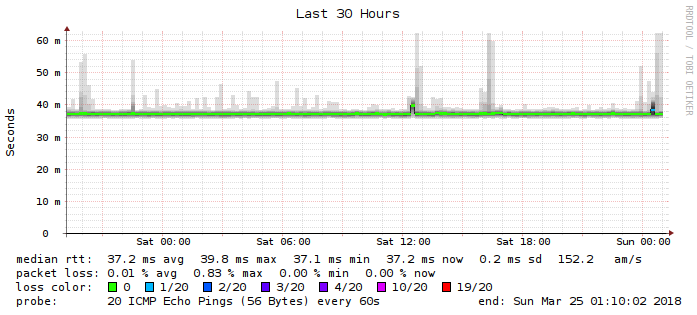 Last 30 Hours
RRDTOOL / TOBI OETIKER
Seconds
60 m
50 m
40 m
30 m
20 m
10 m
0
Sat 00:00 Sat 06:00 Sat 12:00 Sat 18:00 Sun 00:00
median rtt: 37.2 ms avg 39.8 ms max 37.1 ms min 37.2 ms now 0.2 ms sd 152.2 am/s
packet loss: 0.01 % avg 0.83 % max 0.00 % min 0.00 % now
loss color: 0 1/20 2/20 3/20 4/20 10/20 19/20
probe: 20 ICMP Echo Pings (56 Bytes) every 60s end: Sun Mar 25 01:10:02 2018